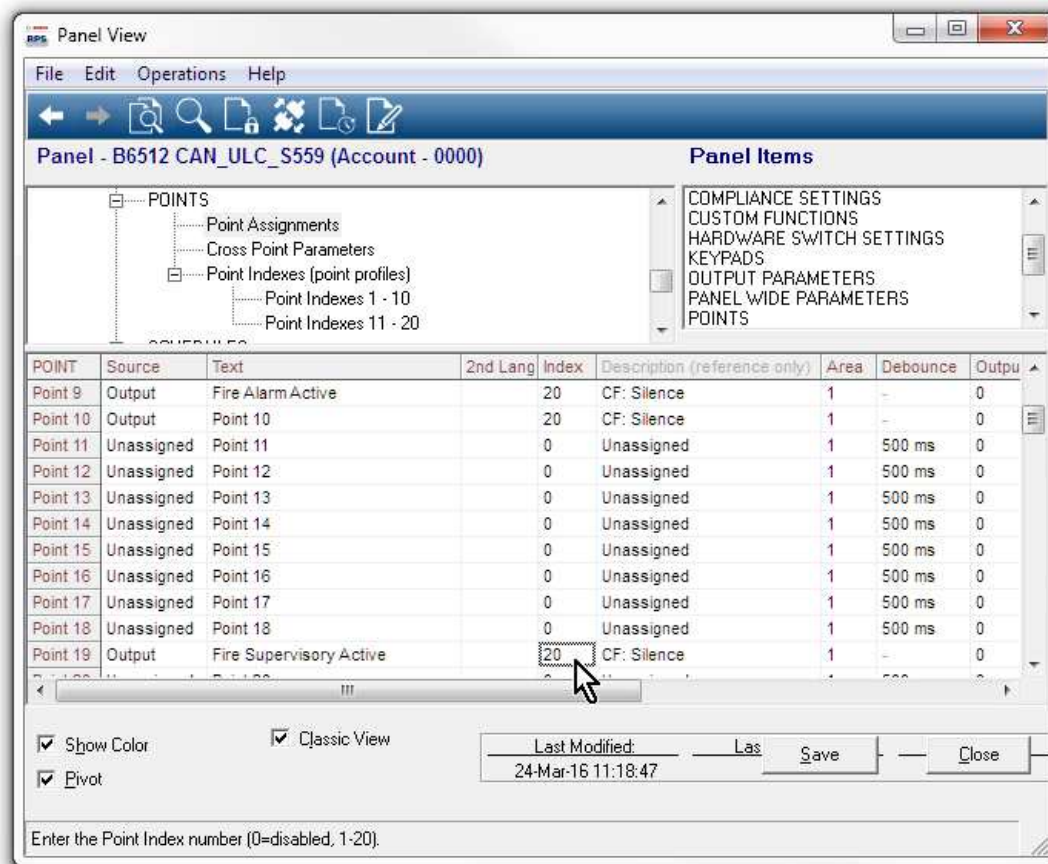 RPS Panel View
File Edit Operations Help
Panel - B6512 CAN_ULC_S559 (Account - 0000)
Panel Items
POINTS
Point Assignments
Cross Point Parameters
Point Indexes (point profiles)
Point Indexes 1 - 10
Point Indexes 11 - 20
COMPLIANCE SETTINGS
CUSTOM FUNCTIONS
HARDWARE SWITCH SETTINGS
KEYPADS
OUTPUT PARAMETERS
PANEL WIDE PARAMETERS
POINTS
POINT Source Text 2nd Lang Index Description (reference only) Area Debounce Outpu
Point 9 Output Fire Alarm Active 20 CF: Silence 1 - 0
Point 10 Output Point 10 20 CF: Silence 1 - 0
Point 11 Unassigned Point 11 0 Unassigned 1 500 ms 0
Point 12 Unassigned Point 12 0 Unassigned 1 500 ms 0
Point 13 Unassigned Point 13 0 Unassigned 1 500 ms 0
Point 14 Unassigned Point 14 0 Unassigned 1 500 ms 0
Point 15 Unassigned Point 15 0 Unassigned 1 500 ms 0
Point 16 Unassigned Point 16 0 Unassigned 1 500 ms 0
Point 17 Unassigned Point 17 0 Unassigned 1 500 ms 0
Point 18 Unassigned Point 18 0 Unassigned 1 500 ms 0
Point 19 Output Fire Supervisory Active 20 CF: Silence 1 - 0
Show Color
Classic View
Pivot
Last Modified:
24-Mar-16 11:18:47
Las
Save
Close
Enter the Point Index number (0=disabled, 1-20).